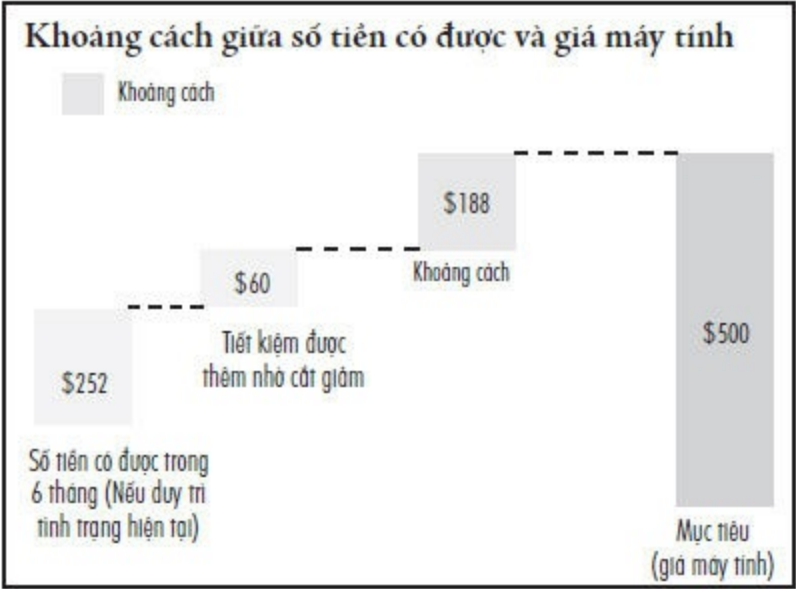 Khoảng cách giữa số tiền có được và giá máy tính
Khoảng cách
$188
Khoảng cách
$60
Tiết kiệm được
thêm nhờ cắt giảm
$500
$252
Số tiền có được trong
6 tháng (Nếu duy trì
tình trạng hiện tại)
Mục tiêu
(giá máy tính)